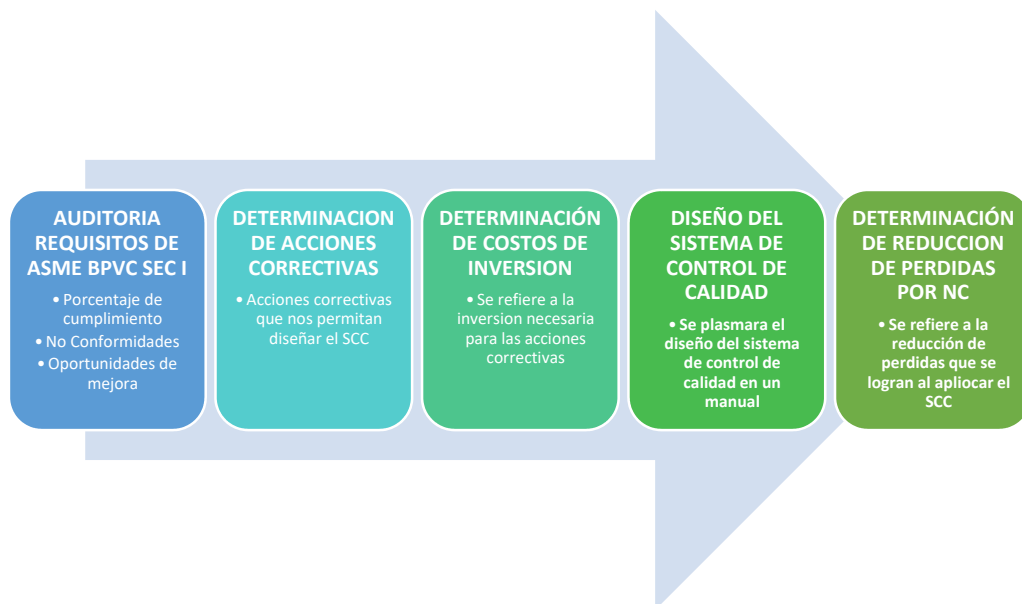 AUDITORIA
REQUISITOS DE
ASME BPVC SEC I
• Porcentaje de
cumplimiento
• No Conformidades
• Oportunidades de
mejora
DETERMINACION
DE ACCIONES
CORRECTIVAS
• Acciones correctivas
que nos permitan
diseñar el SCC
DETERMINACIÓN
DE COSTOS DE
INVERSION
• Se refiere a la
inversion necesaria
para las acciones
correctivas
DISEÑO DEL
SISTEMA DE
CONTROL DE
CALIDAD
• Se plasmara el
diseño del sistema
de control de
calidad en un
manual
DETERMINACIÓN
DE REDUCCION
DE PERDIDAS
POR NC
• Se refiere a la
reducción de
perdidas que se
logran al apliocar el
SCC